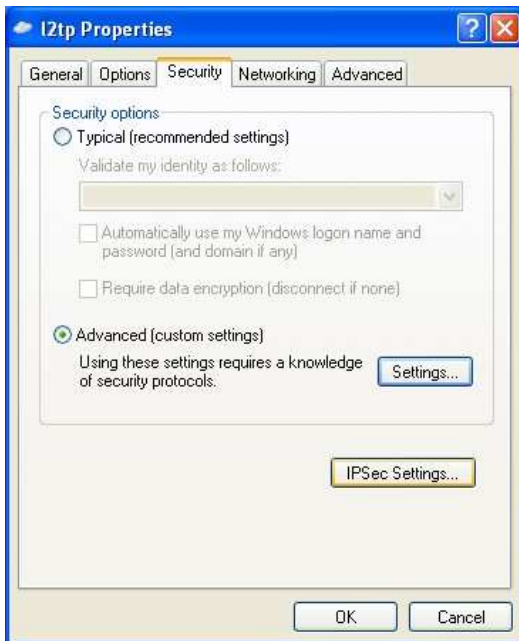 l2tp Properties
General Options Security Networking Advanced
Security options
Typical (recommended settings)
Validate my identity as follows:
Automatically use my Windows logon name and
password (and domain if any)
Require data encryption (disconnect if none)
Advanced (custom settings)
Using these settings requires a knowledge
of security protocols.
Settings...
IPSec Settings...
OK Cancel